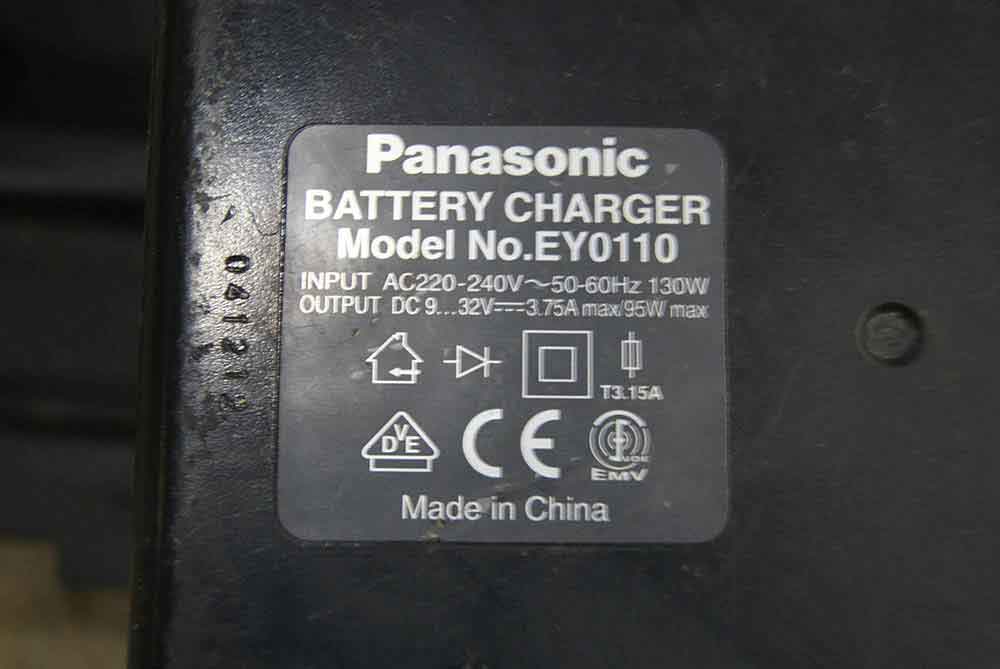 Panasonic
BATTERY CHARGER
Model No.EY0110
INPUT AC220-240V～50-60Hz 130W
OUTPUT DC 9...32V⎓3.75A max/95W max
T3.15A
DVE
CE
EMV
Made in China
041212